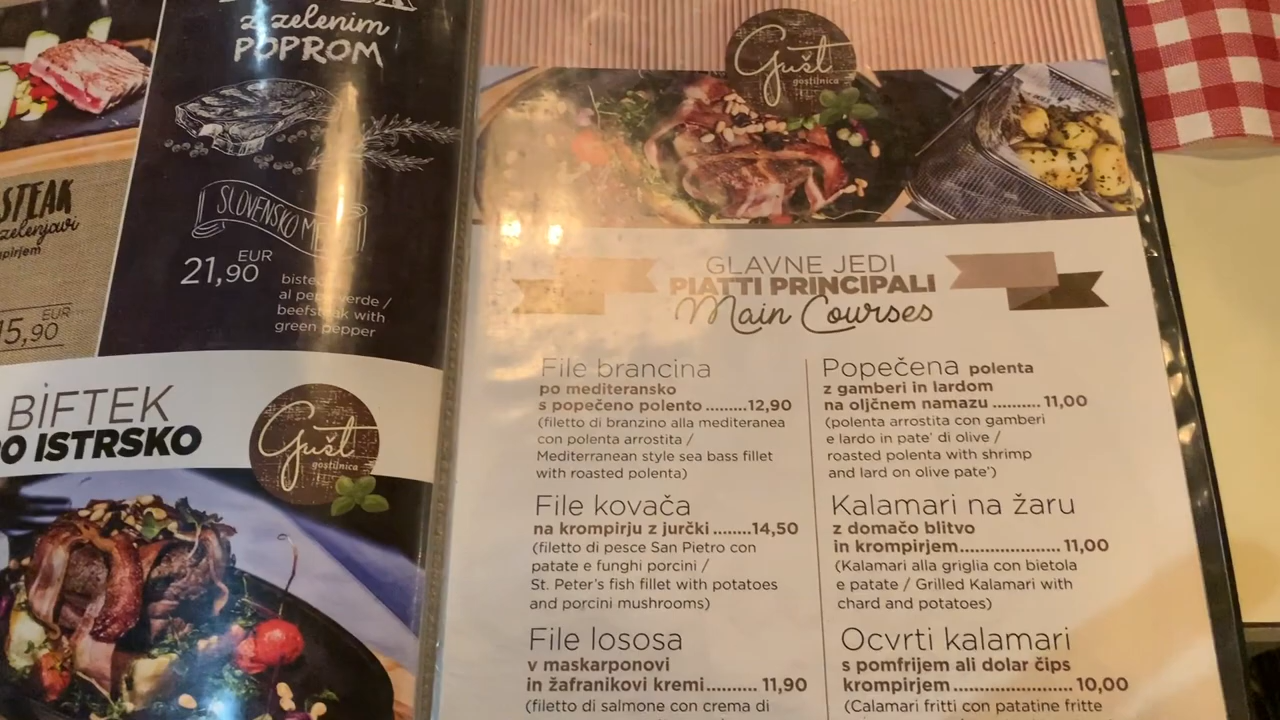 z zelenim
POPROM
SLOVENSKO
EUR
21,90
al verde /
beefsteak with
green pepper
STEAK
zelenjavi
EUR
15,90
BIFTEK
PO ISTRSKO
Gušt
gostilnica
Gušt
gostilnica
GLAVNE JEDI
PIATTI PRINCIPALI
Main Courses
File brancina
po mediteransko
s popečeno polento ........12,90
(filetto di branzino alla mediteranea
con polenta arrostita /
Mediterranean style sea bass fillet
with roasted polenta)
File kovača
na krompirju z jurčki.......14,50
(filetto di pesce San Pietro con
patate e funghi porcini /
St. Peter's fish fillet with potatoes
and porcini mushrooms)
File lososa
v maskarponovi
in žafranikovi kremi.......... 11,90
(filetto di salmone con crema di
Popečena polenta
z gamberi in lardom
na oljčnem namazu .......... 11,00
(polenta arrostita con gamberi
e lardo in pate' di olive /
roasted polenta with shrimp
and lard on olive pate')
Kalamari na žaru
z domačo blitvo
in krompirjem..................... 11,00
(Kalamari alla griglia con bietola
e patate / Grilled Kalamari with
chard and potatoes)
Ocvrti kalamari
s pomfrijem ali dolar čips
krompirjem ......................... 10,00
(Calamari fritti con patatine fritte